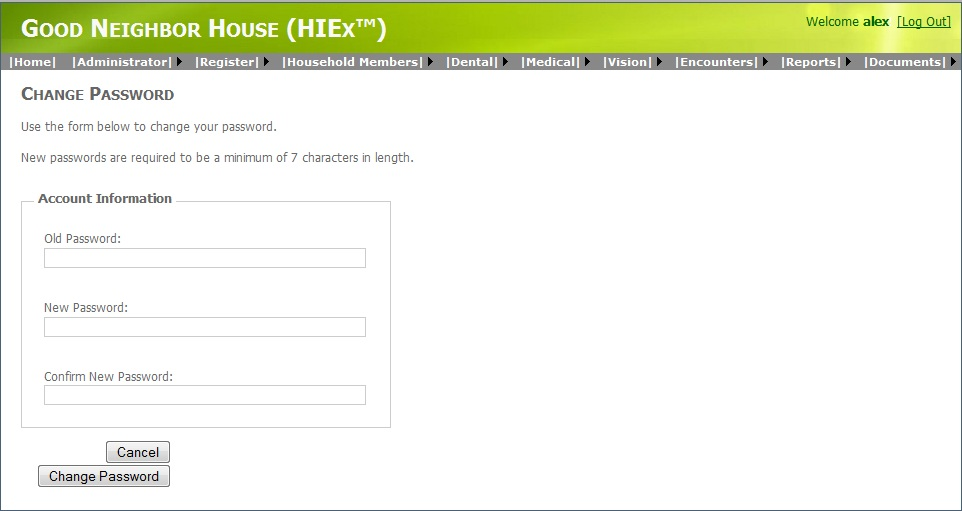 GOOD NEIGHBOR HOUSE (HIEX™)
Welcome alex [Log Out]
|Home| |Administrator| |Register| |Household Members| |Dental| |Medical| |Vision| |Encounters| |Reports| |Documents|
CHANGE PASSWORD
Use the form below to change your password.
New passwords are required to be a minimum of 7 characters in length.
Account Information
Old Password:
New Password:
Confirm New Password:
Cancel
Change Password